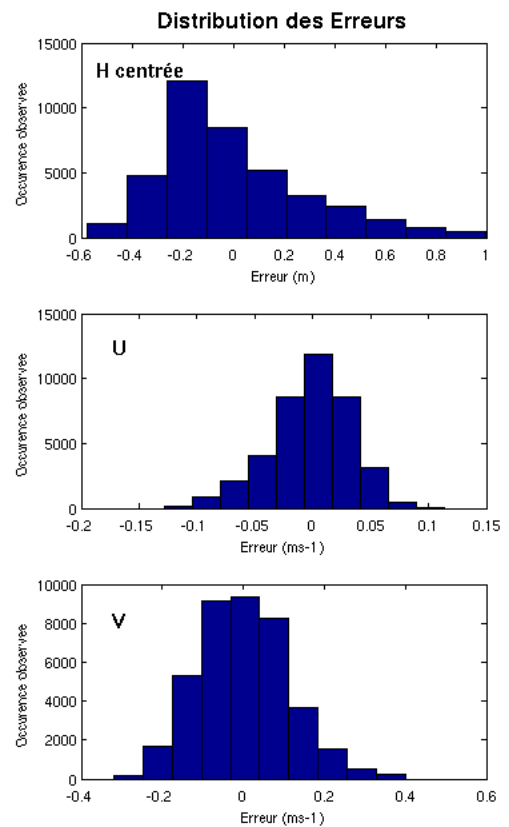 Distribution des Erreurs
H centrée
Occurence observee
15000
10000
5000
0
-0.6 -0.4 -0.2 0 0.2 0.4 0.6 0.8 1
Erreur (m)
U
Occurence observee
15000
10000
5000
0
-0.2 -0.15 -0.1 -0.05 0 0.05 0.1 0.15
Erreur (ms-1)
V
Occurence observee
10000
8000
6000
4000
2000
0
-0.4 -0.2 0 0.2 0.4 0.6
Erreur (ms-1)